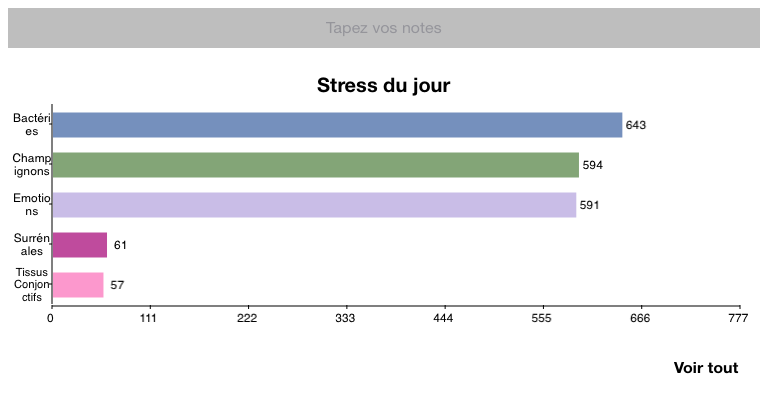 Tapez vos notes
Stress du jour
Bactéri
es
643
Champ
ignons
594
Emotio
ns
591
Surrén
ales
61
Tissus
Conjon
ctifs
57
0 111 222 333 444 555 666 777
Voir tout